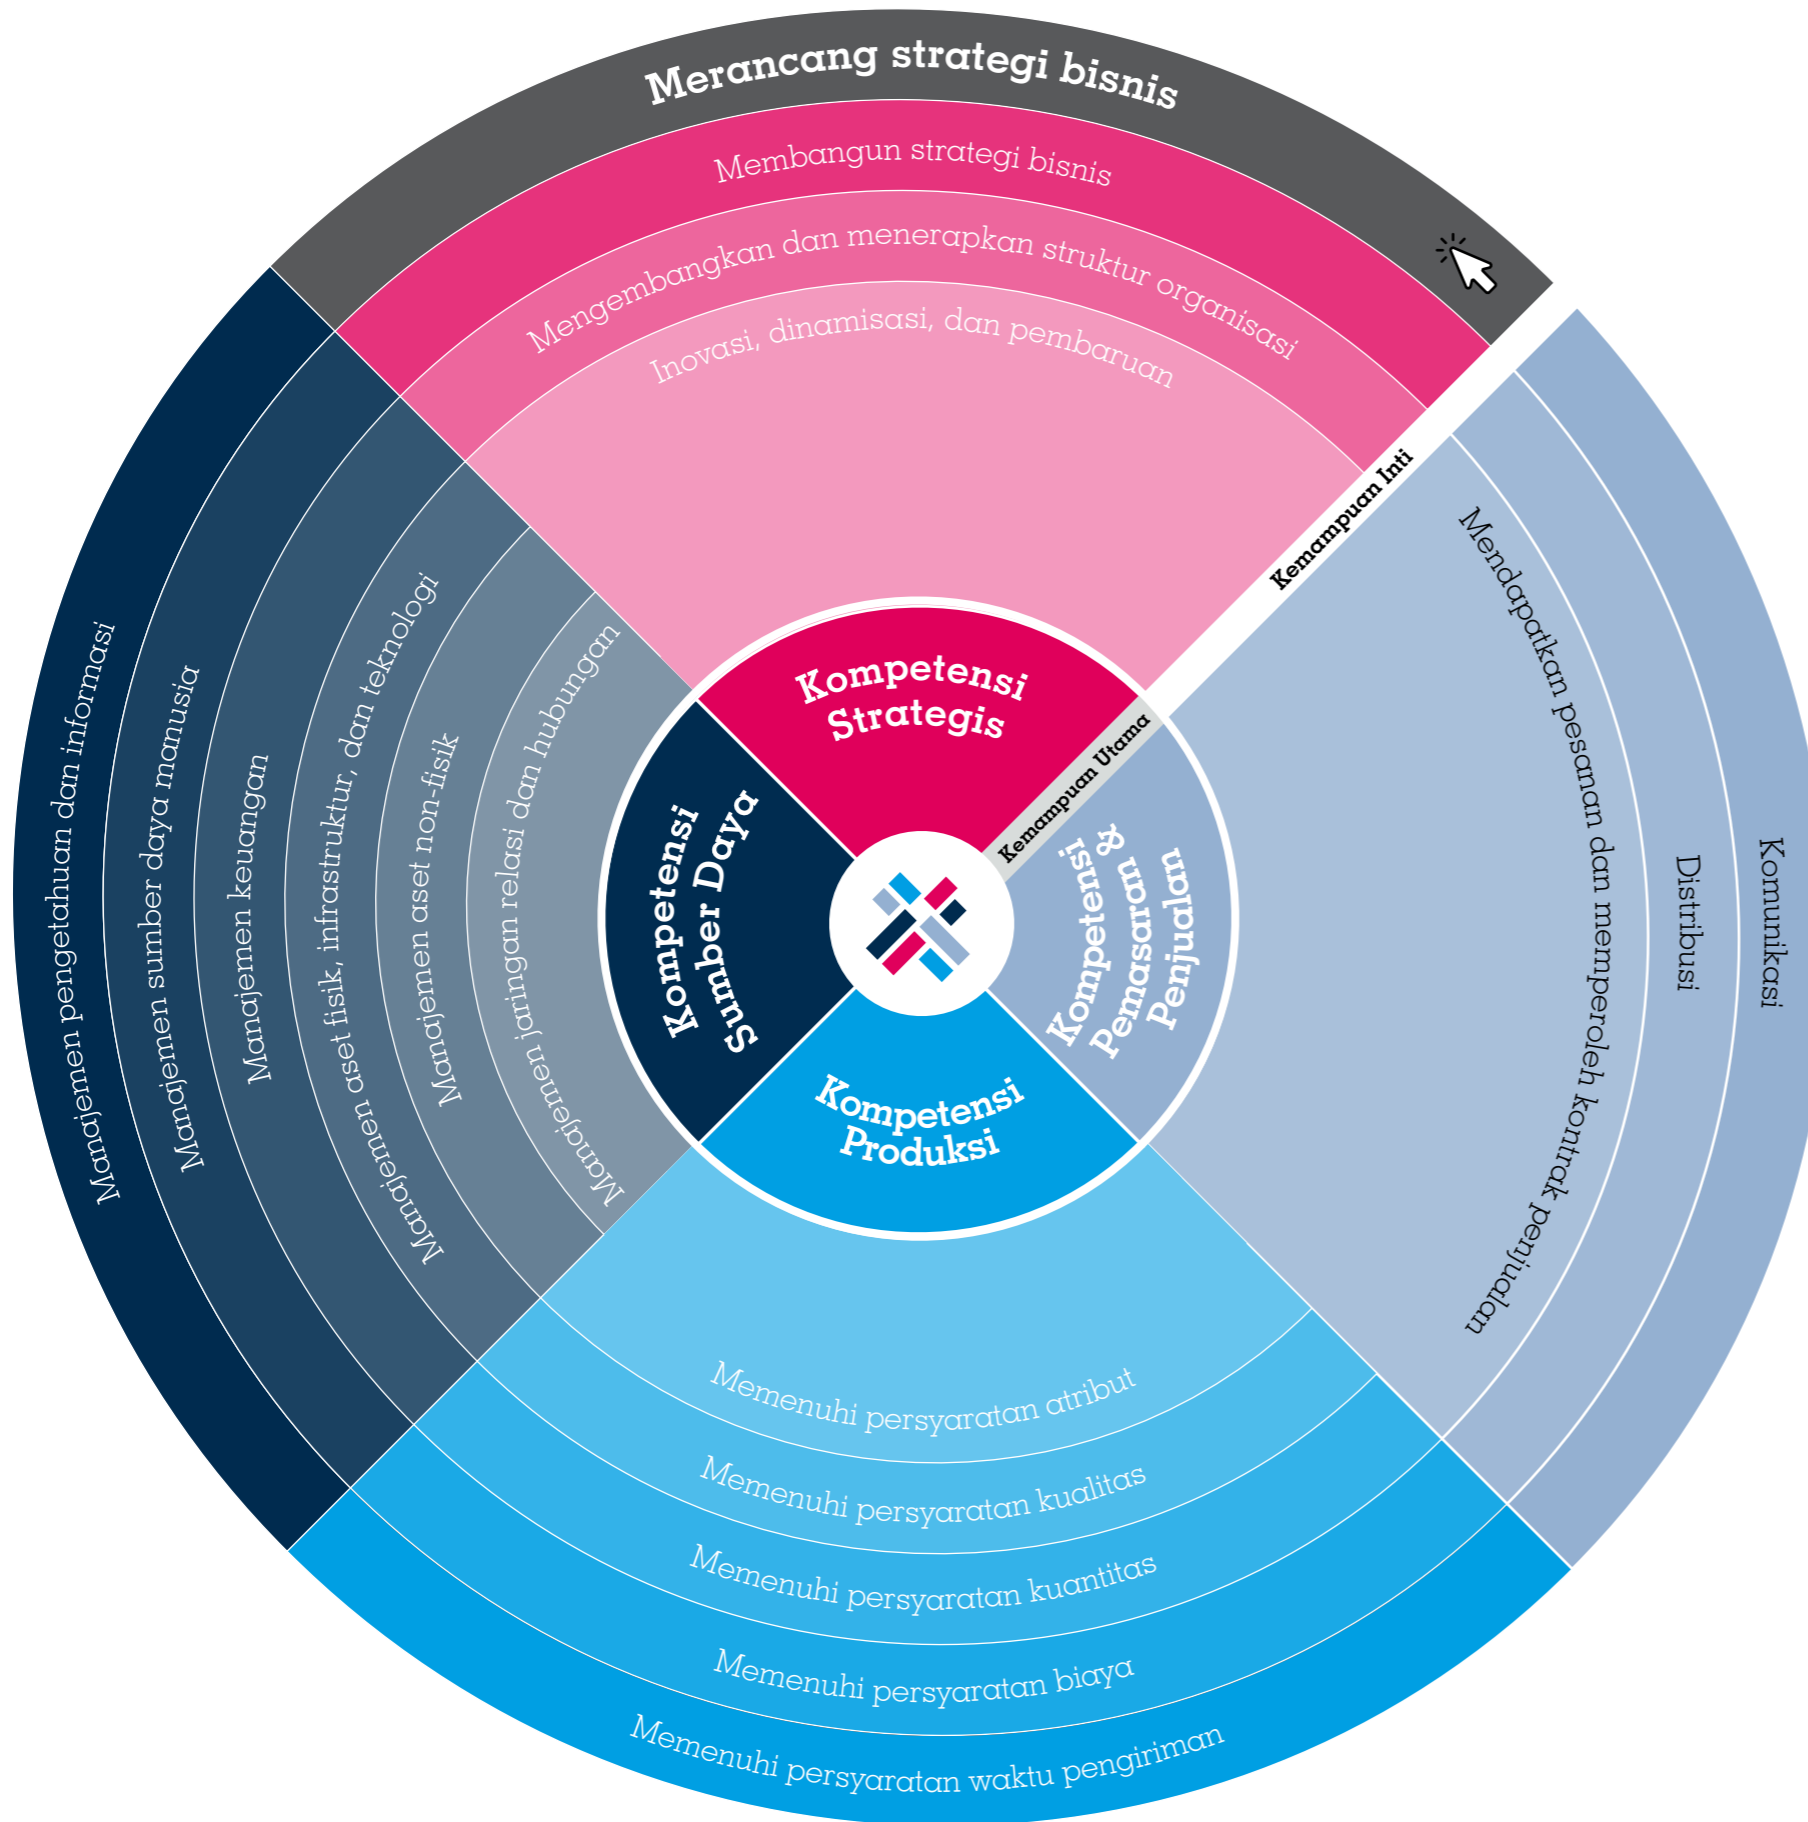 Merancang strategi bisnis
Membangun strategi bisnis
Mengembangkan dan menerapkan struktur organisasi
Inovasi, dinamisasi, dan pembaruan
Kompetensi
Strategis
Kemampuan Inti
Kemampuan Utama
Kompetensi
Pemasaran &
Penjualan
Mendapatkan pesanan dan memperoleh kontrak penjualan
Distribusi
Komunikasi
Kompetensi
Produksi
Memenuhi persyaratan atribut
Memenuhi persyaratan kualitas
Memenuhi persyaratan kuantitas
Memenuhi persyaratan biaya
Memenuhi persyaratan waktu pengiriman
Kompetensi
Sumber Daya
Manajemen pengetahuan dan informasi
Manajemen sumber daya manusia
Manajemen keuangan
Manajemen aset fisik, infrastruktur, dan teknologi
Manajemen aset non-fisik
Manajemen jaringan relasi dan hubungan